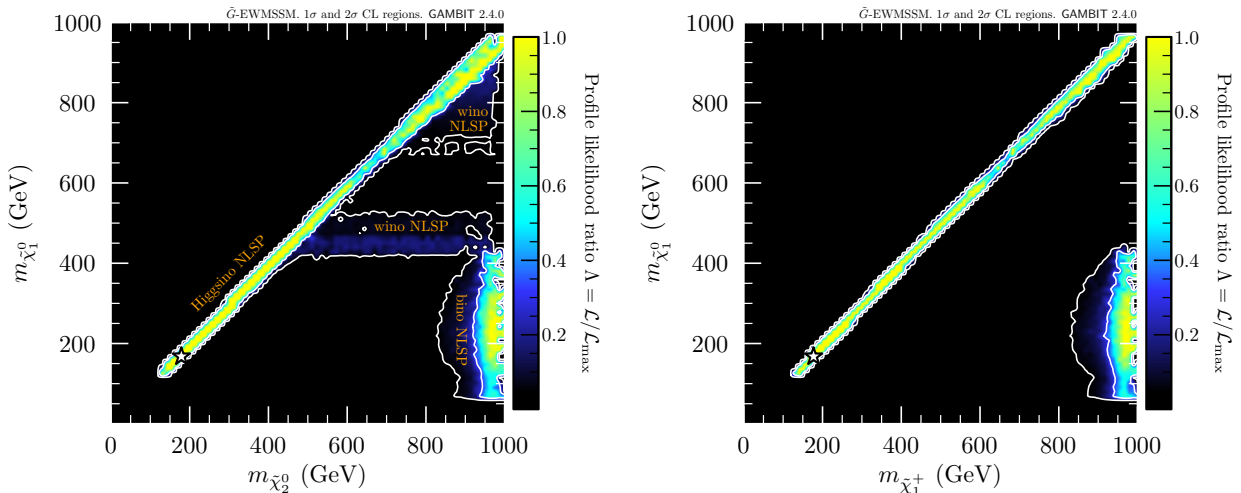 G̃-EWMSSM. 1σ and 2σ CL regions. GAMBIT 2.4.0
1000
800
600
400
200
0
0 200 400 600 800 1000
m_χ̃₁⁰ (GeV)
m_χ̃₂⁰ (GeV)
wino
NLSP
wino NLSP
Higgsino NLSP
bino NLSP
1.0
0.8
0.6
0.4
0.2
Profile likelihood ratio Λ = ℒ/ℒmax
G̃-EWMSSM. 1σ and 2σ CL regions. GAMBIT 2.4.0
1000
800
600
400
200
0
0 200 400 600 800 1000
m_χ̃₁⁰ (GeV)
m_χ̃₁⁺ (GeV)
1.0
0.8
0.6
0.4
0.2
Profile likelihood ratio Λ = ℒ/ℒmax